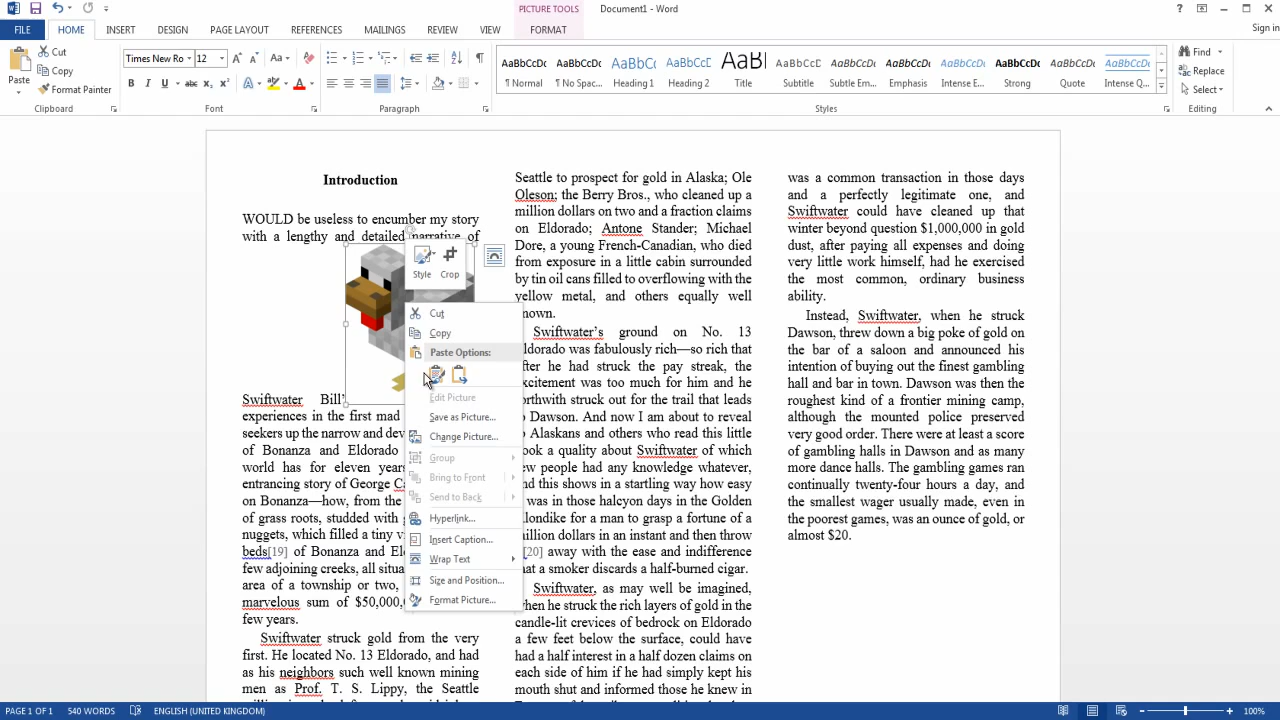 PICTURE TOOLS
Document1 - Word
FILE HOME INSERT DESIGN PAGE LAYOUT REFERENCES MAILINGS REVIEW VIEW FORMAT
Sign in
Paste
Cut
Copy
Format Painter
Times New Ro 12
AaBbCcDc AaBbCcDc AaBbC AaBbCc AaB AaBbCcD AaBbCcDc AaBbCcDc AaBbCcDc AaBbCcDc AaBbCcDc AaBbCcDc
¶ Normal ¶ No Spac... Heading 1 Heading 2 Title Subtitle Subtle Em... Emphasis Intense E... Strong Quote Intense Q...
Find
Replace
Select
Clipboard Font Paragraph Styles Editing
Introduction
WOULD be useless to encumber my story
with a lengthy and detailed narrative of
Swiftwater Bill’
experiences in the first mad
seekers up the narrow and
of Bonanza and Eldorado
world has for eleven years
entrancing story of George
on Bonanza—how, from the
of grass roots, studded with
nuggets, which filled a tiny
beds[19] of Bonanza and
few adjoining creeks, all
area of a township or two,
marvelous sum of $50,000,
few years.
Swiftwater struck gold from the very
first. He located No. 13 Eldorado, and had
as his neighbors such well known mining
men as Prof. T. S. Lippy, the Seattle
Style Crop
Cut
Copy
Paste Options:
Edit Picture
Save as Picture...
Change Picture...
Group
Bring to Front
Send to Back
Hyperlink...
Insert Caption...
Wrap Text
Size and Position...
Format Picture...
Seattle to prospect for gold in Alaska; Ole
Oleson; the Berry Bros., who cleaned up a
million dollars on two and a fraction claims
on Eldorado; Antone Stander; Michael
Dore, a young French-Canadian, who died
from exposure in a little cabin surrounded
by tin oil cans filled to overflowing with the
yellow metal, and others equally well
known.
Swiftwater’s ground on No. 13
ldorado was fabulously rich—so rich that
fter he had struck the pay streak, the
xcitement was too much for him and he
orthwith struck out for the trail that leads
o Dawson. And now I am about to reveal
o Alaskans and others who read this little
ook a quality about Swiftwater of which
ew people had any knowledge whatever,
nd this shows in a startling way how easy
was in those halcyon days in the Golden
londike for a man to grasp a fortune of a
million dollars in an instant and then throw
[20] away with the ease and indifference
hat a smoker discards a half-burned cigar.
Swiftwater, as may well be imagined,
when he struck the rich layers of gold in the
candle-lit crevices of bedrock on Eldorado
a few feet below the surface, could have
had a half interest in a half dozen claims on
each side of him if he had simply kept his
mouth shut and informed those he knew in
was a common transaction in those days
and a perfectly legitimate one, and
Swiftwater could have cleaned up that
winter beyond question $1,000,000 in gold
dust, after paying all expenses and doing
very little work himself, had he exercised
the most common, ordinary business
ability.
Instead, Swiftwater, when he struck
Dawson, threw down a big poke of gold on
the bar of a saloon and announced his
intention of buying out the finest gambling
hall and bar in town. Dawson was then the
roughest kind of a frontier mining camp,
although the mounted police preserved
very good order. There were at least a score
of gambling halls in Dawson and as many
more dance halls. The gambling games ran
continually twenty-four hours a day, and
the smallest wager usually made, even in
the poorest games, was an ounce of gold, or
almost $20.
PAGE 1 OF 1 540 WORDS ENGLISH (UNITED KINGDOM) 100%